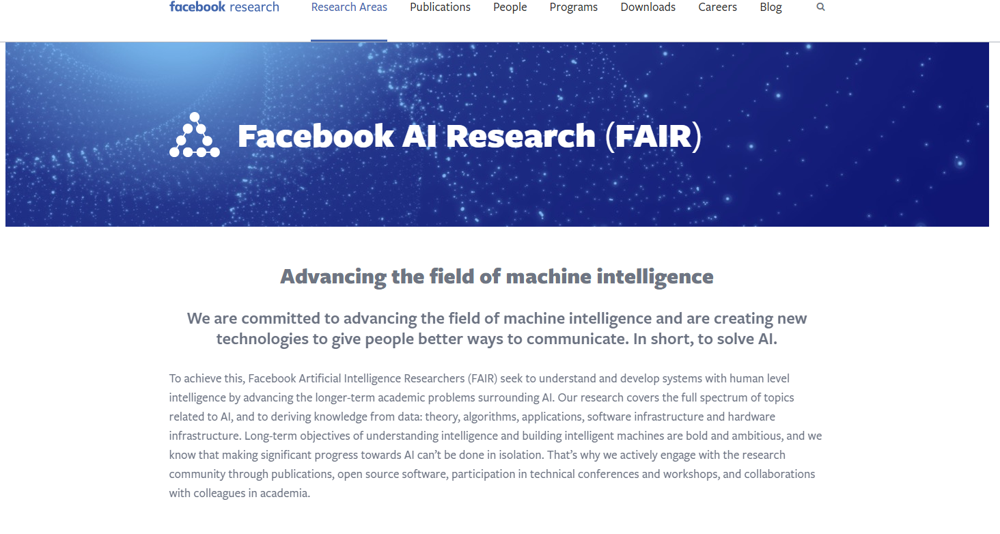 facebook research Research Areas Publications People Programs Downloads Careers Blog
Facebook AI Research (FAIR)
Advancing the field of machine intelligence
We are committed to advancing the field of machine intelligence and are creating new
technologies to give people better ways to communicate. In short, to solve AI.
To achieve this, Facebook Artificial Intelligence Researchers (FAIR) seek to understand and develop systems with human level
intelligence by advancing the longer-term academic problems surrounding AI. Our research covers the full spectrum of topics
related to AI, and to deriving knowledge from data: theory, algorithms, applications, software infrastructure and hardware
infrastructure. Long-term objectives of understanding intelligence and building intelligent machines are bold and ambitious, and we
know that making significant progress towards AI can’t be done in isolation. That’s why we actively engage with the research
community through publications, open source software, participation in technical conferences and workshops, and collaborations
with colleagues in academia.